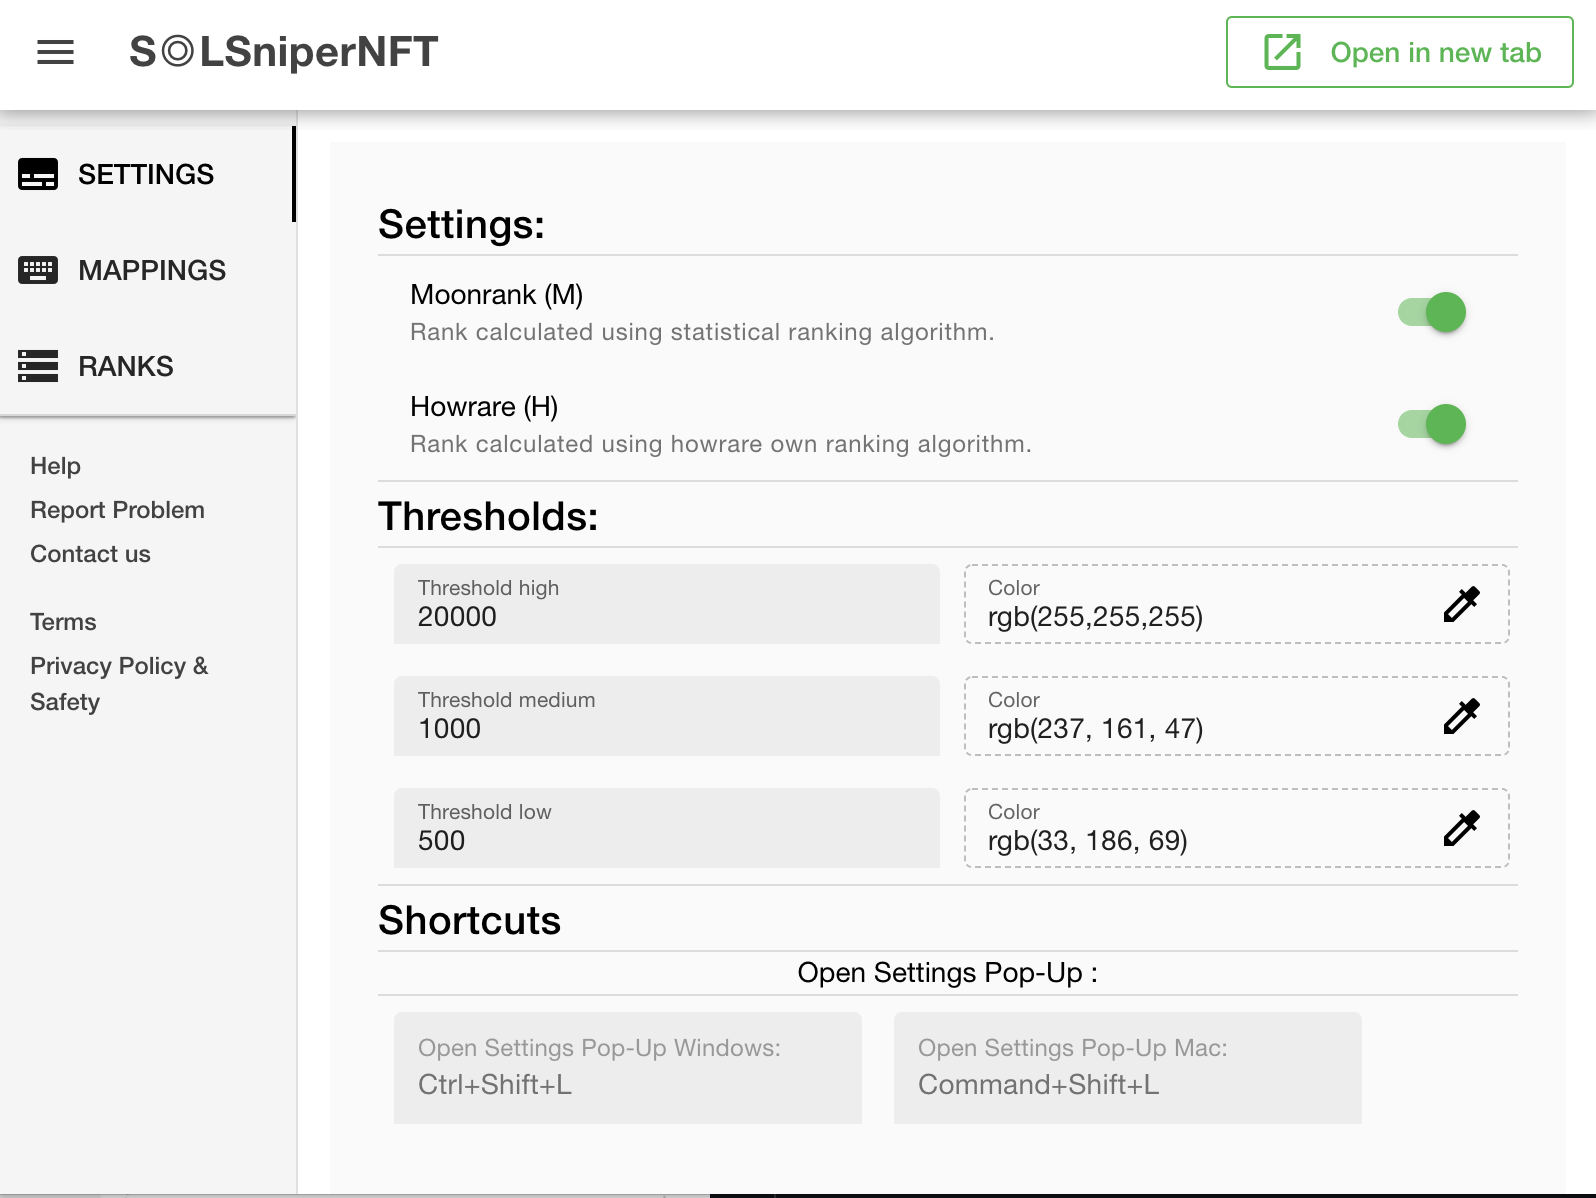 S◎LSniperNFT
Open in new tab
SETTINGS
MAPPINGS
RANKS
Help
Report Problem
Contact us
Terms
Privacy Policy &
Safety
Settings:
Moonrank (M)
Rank calculated using statistical ranking algorithm.
Howrare (H)
Rank calculated using howrare own ranking algorithm.
Thresholds:
Threshold high
20000
Color
rgb(255,255,255)
Threshold medium
1000
Color
rgb(237, 161, 47)
Threshold low
500
Color
rgb(33, 186, 69)
Shortcuts
Open Settings Pop-Up :
Open Settings Pop-Up Windows:
Ctrl+Shift+L
Open Settings Pop-Up Mac:
Command+Shift+L